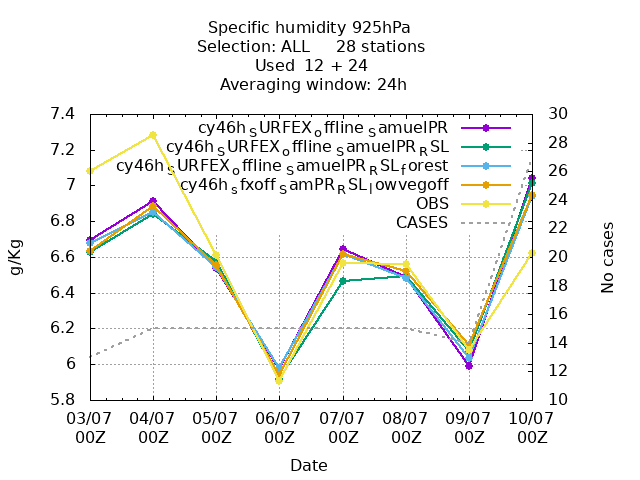 Specific humidity 925hPa
Selection: ALL 28 stations
Used 12 + 24
Averaging window: 24h
7.4
7.2
7
6.8
6.6
6.4
6.2
6
5.8
g/Kg
cy46h_SURFEX_offline_SamuelPR
cy46h_SURFEX_offline_SamuelPR_RSL
cy46h_SURFEX_offline_SamuelPR_RSL_forest
cy46h_sfxoff_SamPR_RSL_lowvegoff
OBS
CASES
30
28
26
24
22
20
18
16
14
12
10
No cases
03/07 04/07 05/07 06/07 07/07 08/07 09/07 10/07
00Z 00Z 00Z 00Z 00Z 00Z 00Z 00Z
Date